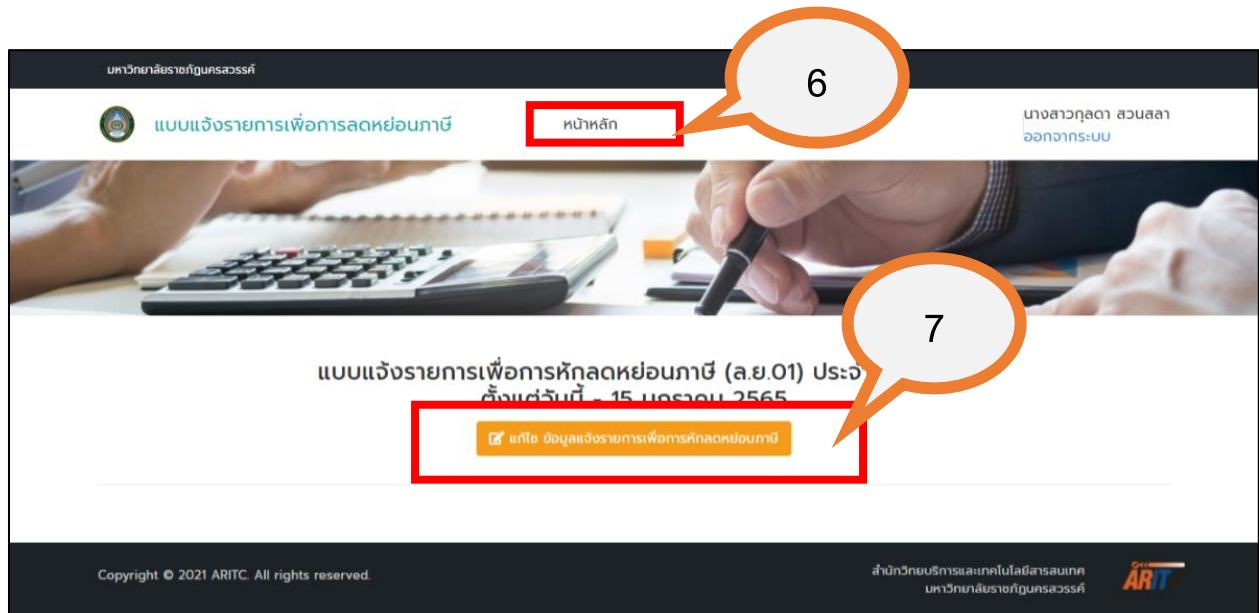 มหาวิทยาลัยราชภัฏนครสวรรค์
6
แบบแจ้งรายการเพื่อการลดหย่อนภาษี
หน้าหลัก
นางสาวกุลดา สวนสลา
ออกจากระบบ
7
แบบแจ้งรายการเพื่อการหักลดหย่อนภาษี (ล.ย.01)
ตั้งแต่วันนี้ - 15 มกราคม 2565
แก้ไข ข้อมูลแจ้งรายการเพื่อการหักลดหย่อนภาษี
Copyright © 2021 ARITC. All rights reserved.
สำนักวิทยบริการและเทคโนโลยีสารสนเทศ
มหาวิทยาลัยราชภัฏนครสวรรค์
ARIT